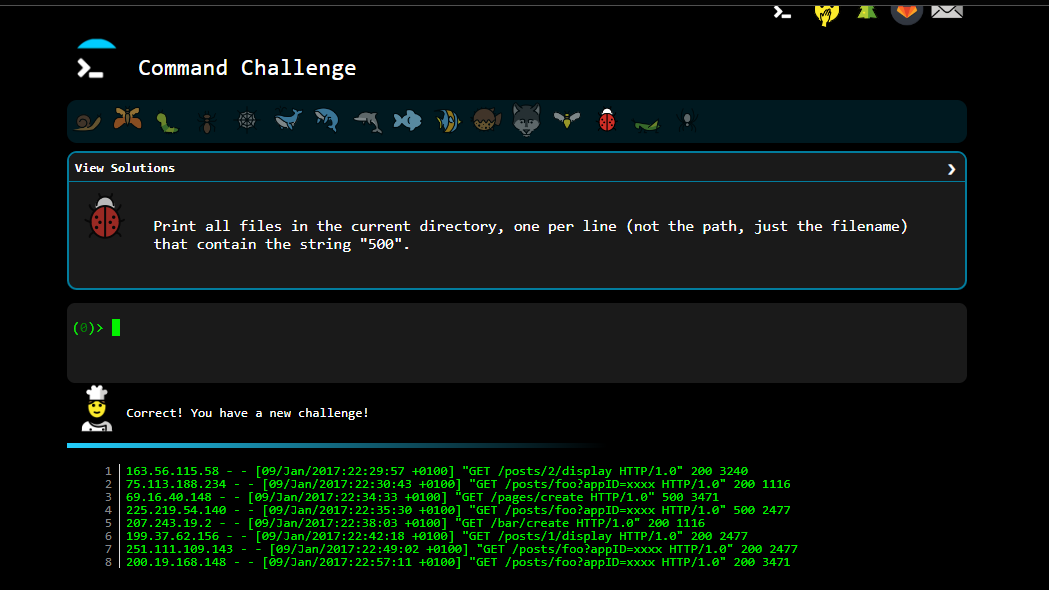 Command Challenge
View Solutions
Print all files in the current directory, one per line (not the path, just the filename)
that contain the string "500".
(0)>
Correct! You have a new challenge!
1 163.56.115.58 - - [09/Jan/2017:22:29:57 +0100] "GET /posts/2/display HTTP/1.0" 200 3240
2 75.113.188.234 - - [09/Jan/2017:22:30:43 +0100] "GET /posts/foo?appID=xxxx HTTP/1.0" 200 1116
3 69.16.40.148 - - [09/Jan/2017:22:34:33 +0100] "GET /pages/create HTTP/1.0" 500 3471
4 225.219.54.140 - - [09/Jan/2017:22:35:30 +0100] "GET /posts/foo?appID=xxxx HTTP/1.0" 500 2477
5 207.243.19.2 - - [09/Jan/2017:22:38:03 +0100] "GET /bar/create HTTP/1.0" 200 1116
6 199.37.62.156 - - [09/Jan/2017:22:42:18 +0100] "GET /posts/1/display HTTP/1.0" 200 2477
7 251.111.109.143 - - [09/Jan/2017:22:49:02 +0100] "GET /posts/foo?appID=xxxx HTTP/1.0" 200 2477
8 200.19.168.148 - - [09/Jan/2017:22:57:11 +0100] "GET /posts/foo?appID=xxxx HTTP/1.0" 200 3471